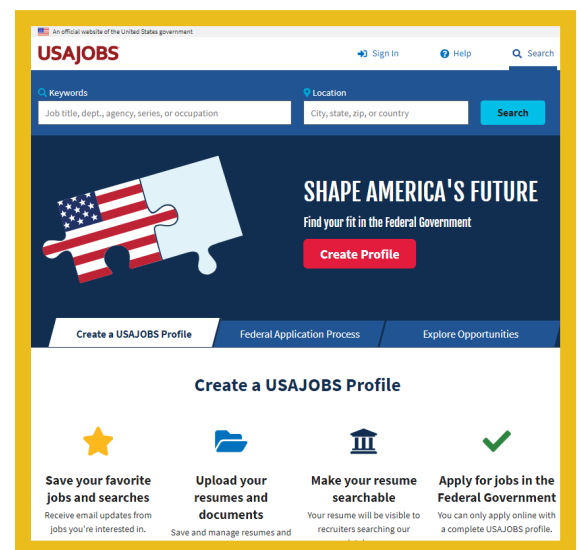 An official website of the United States government
USAJOBS
Sign In
Help
Search
Keywords
Location
Job title, dept., agency, series, or occupation
City, state, zip, or country
Search
SHAPE AMERICA'S FUTURE
Find your fit in the Federal Government
Create Profile
Create a USAJOBS Profile
Federal Application Process
Explore Opportunities
Create a USAJOBS Profile
Save your favorite
jobs and searches
Receive email updates from
jobs you're interested in.
Upload your
resumes and
documents
Save and manage resumes and
Make your resume
searchable
Your resume will be visible to
recruiters searching our
Apply for jobs in the
Federal Government
You can only apply online with
a complete USAJOBS profile.